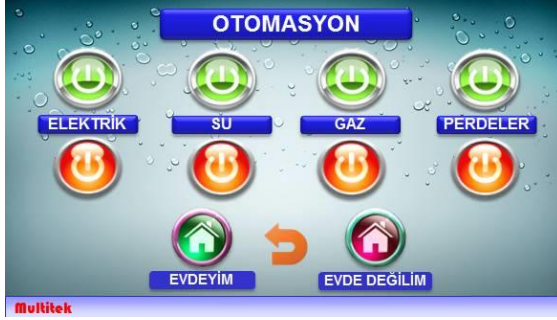 OTOMASYON
ELEKTRİK SU GAZ PERDELER
EVDEYİM EVDE DEĞİLİM
Multitek